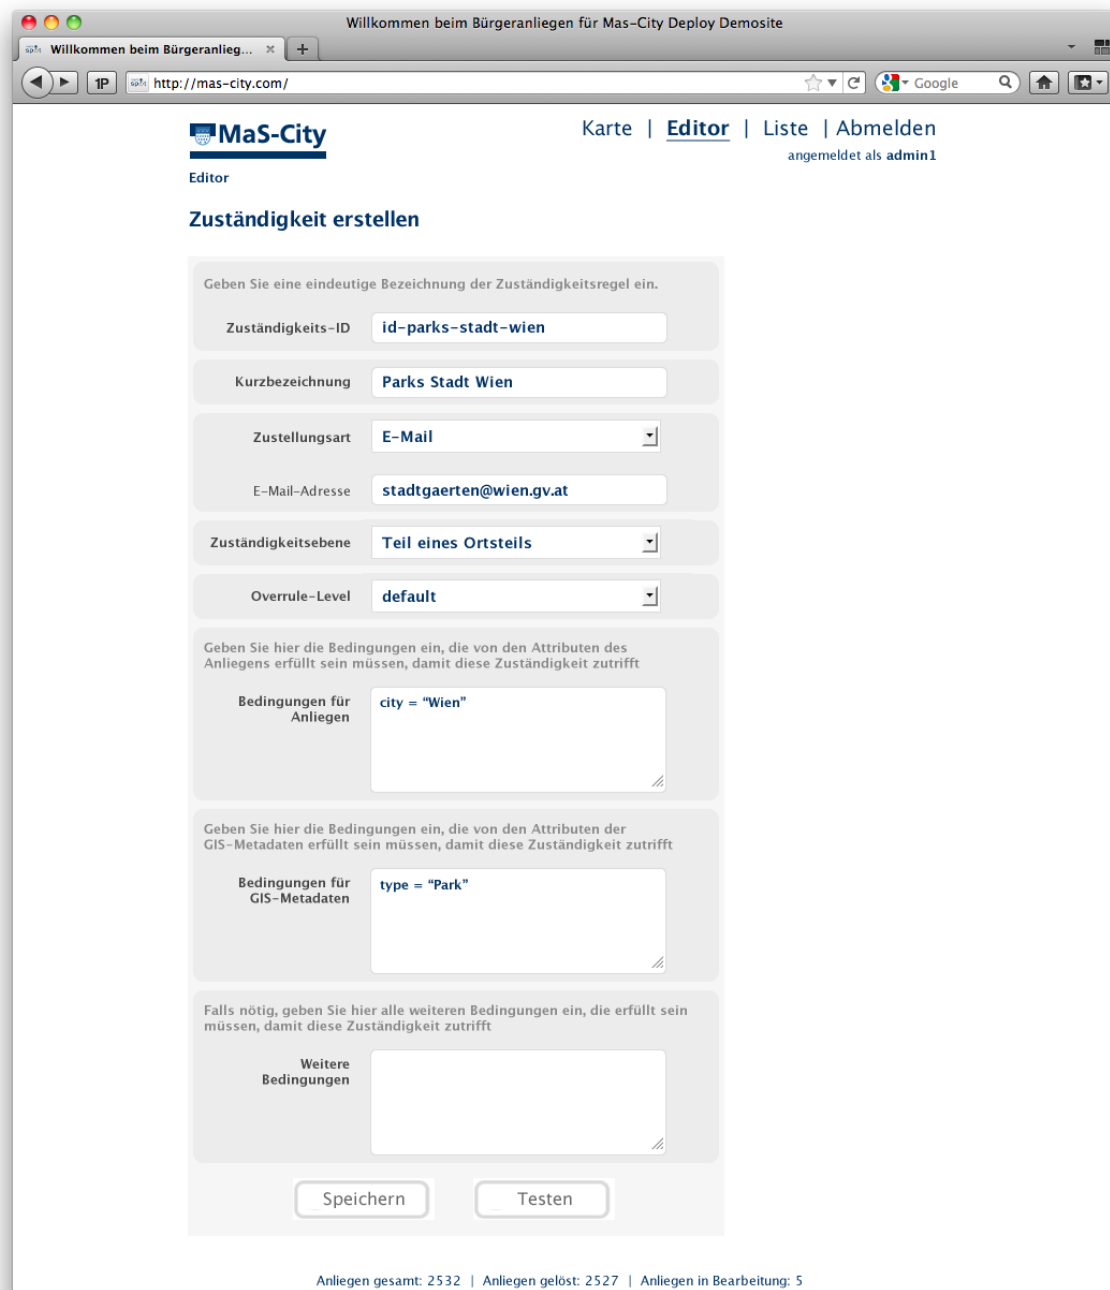 Willkommen beim Bürgeranliegen für Mas-City Deploy Demosite
Willkommen beim Bürgeranlieg...
1P http://mas-city.com/ Google
MaS-City
Karte | Editor | Liste | Abmelden
angemeldet als admin1
Editor
Zuständigkeit erstellen
Geben Sie eine eindeutige Bezeichnung der Zuständigkeitsregel ein.
Zuständigkeits-ID id-parks-stadt-wien
Kurzbezeichnung Parks Stadt Wien
Zustellungsart E-Mail
E-Mail-Adresse stadtgaerten@wien.gv.at
Zuständigkeitsebene Teil eines Ortsteils
Overrule-Level default
Geben Sie hier die Bedingungen ein, die von den Attributen des
Anliegens erfüllt sein müssen, damit diese Zuständigkeit zutrifft
Bedingungen für city = “Wien”
Anliegen
Geben Sie hier die Bedingungen ein, die von den Attributen der
GIS-Metadaten erfüllt sein müssen, damit diese Zuständigkeit zutrifft
Bedingungen für type = “Park”
GIS-Metadaten
Falls nötig, geben Sie hier alle weiteren Bedingungen ein, die erfüllt sein
müssen, damit diese Zuständigkeit zutrifft
Weitere
Bedingungen
Speichern Testen
Anliegen gesamt: 2532 | Anliegen gelöst: 2527 | Anliegen in Bearbeitung: 5